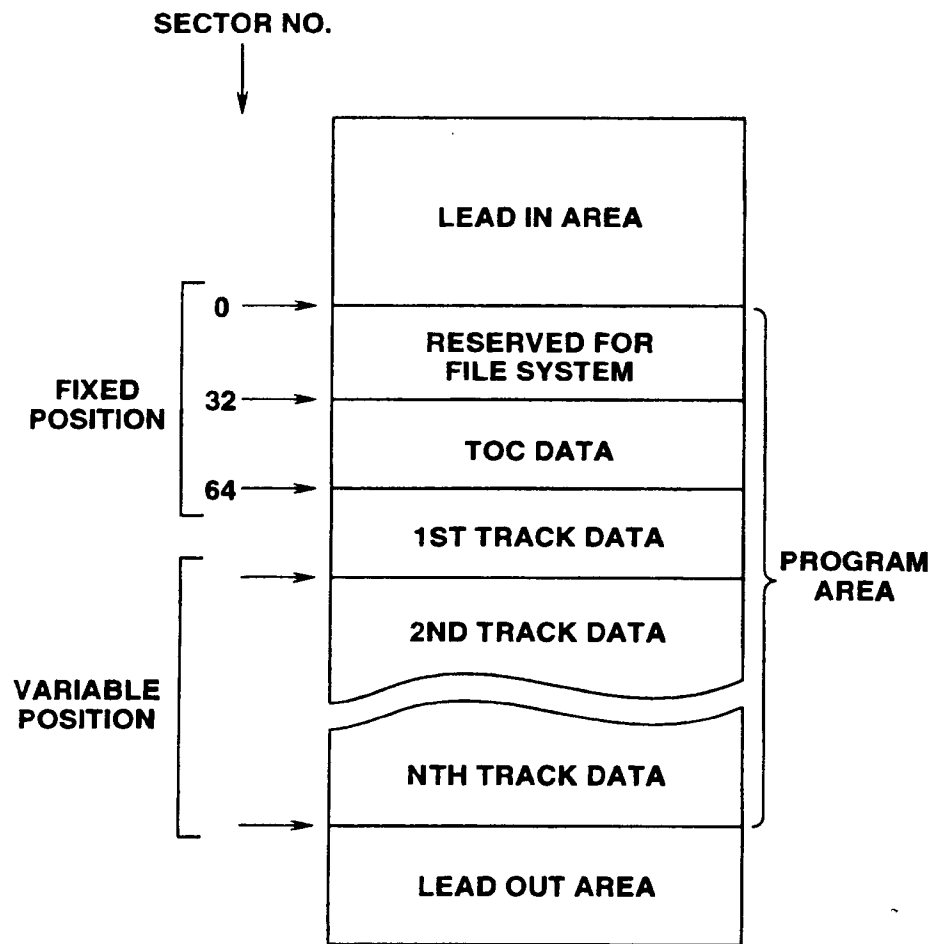 SECTOR NO.
LEAD IN AREA
0
RESERVED FOR
FILE SYSTEM
FIXED
POSITION
32
TOC DATA
64
1ST TRACK DATA
PROGRAM
AREA
2ND TRACK DATA
VARIABLE
POSITION
NTH TRACK DATA
LEAD OUT AREA